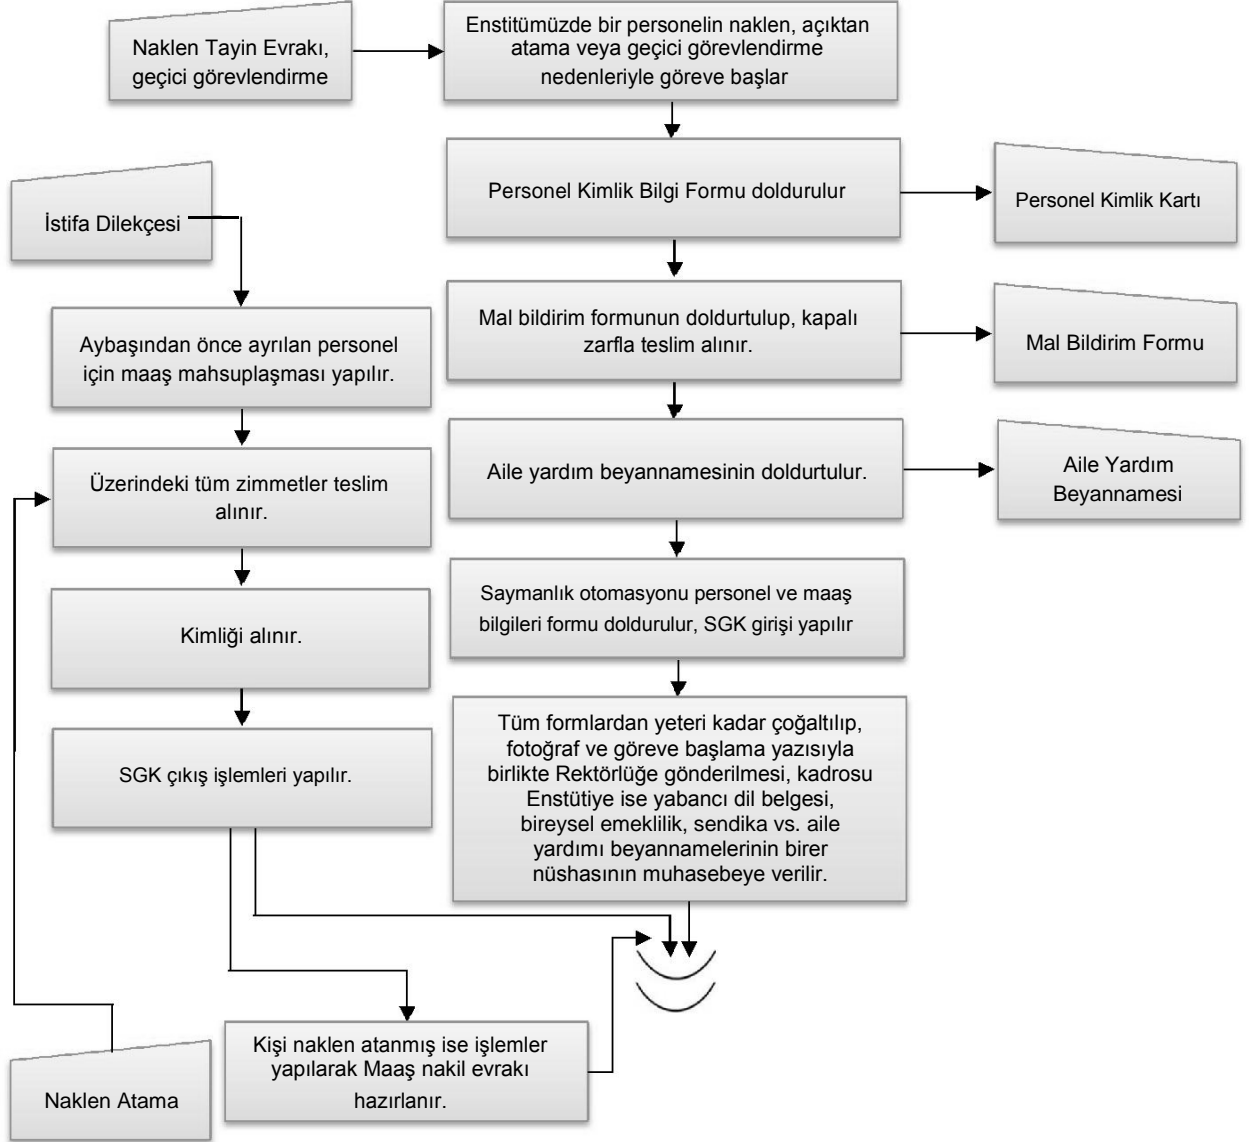 Naklen Tayin Evrakı,
geçici görevlendirme
Enstitümüzde bir personelin naklen, açıktan
atama veya geçici görevlendirme
nedenleriyle göreve başlar
Personel Kimlik Bilgi Formu doldurulur
Personel Kimlik Kartı
İstifa Dilekçesi
Mal bildirim formunun doldurtulup, kapalı
zarfla teslim alınır.
Mal Bildirim Formu
Aybaşından önce ayrılan personel
için maaş mahsuplaşması yapılır.
Aile yardım beyannamesinin doldurtulur.
Aile Yardım
Beyannamesi
Üzerindeki tüm zimmetler teslim
alınır.
Saymanlık otomasyonu personel ve maaş
bilgileri formu doldurulur, SGK girişi yapılır
Kimliği alınır.
Tüm formlardan yeteri kadar çoğaltılıp,
fotoğraf ve göreve başlama yazısıyla
birlikte Rektörlüğe gönderilmesi, kadrosu
Enstütiye ise yabancı dil belgesi,
bireysel emeklilik, sendika vs. aile
yardımı beyannamelerinin birer
nüshasının muhasebeye verilir.
SGK çıkış işlemleri yapılır.
Kişi naklen atanmış ise işlemler
yapılarak Maaş nakil evrakı
hazırlanır.
Naklen Atama